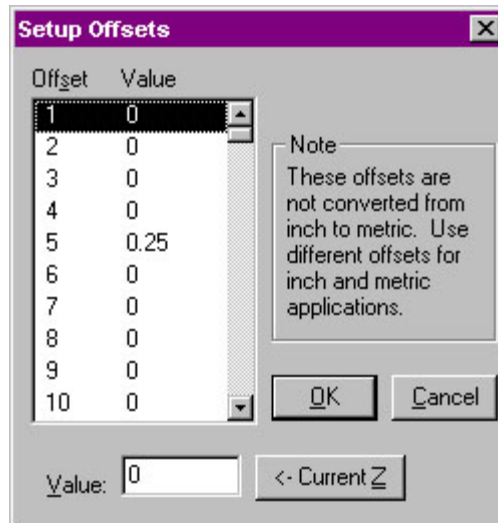 Setup Offsets
Offset Value
1 0
2 0
3 0
4 0
5 0.25
6 0
7 0
8 0
9 0
10 0
Note
These offsets are
not converted from
inch to metric. Use
different offsets for
inch and metric
applications.
OK Cancel
Value: 0 <- Current Z